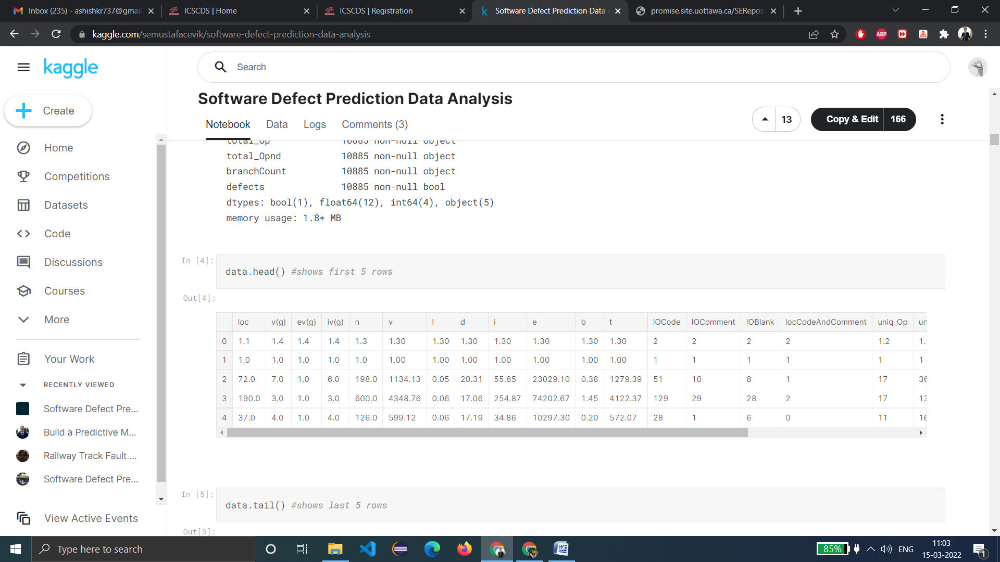 Inbox (235) - ashishkr737@gmai
ICSCDS | Home
ICSCDS | Registration
Software Defect Prediction Data A
promise.site.uottawa.ca/SERepos
kaggle.com/semustafacevik/software-defect-prediction-data-analysis
ABP
kaggle
Search
Create
Home
Competitions
Datasets
Code
Discussions
Courses
More
Your Work
RECENTLY VIEWED
Software Defect Pre...
Build a Predictive M...
Railway Track Fault ...
Software Defect Pre...
View Active Events
Software Defect Prediction Data Analysis
Notebook Data Logs Comments (3)
13
Copy & Edit 166
total_Op 10885 non-null object
total_Opnd 10885 non-null object
branchCount 10885 non-null object
defects 10885 non-null bool
dtypes: bool(1), float64(12), int64(4), object(5)
memory usage: 1.8+ MB
In [4]:
data.head() #shows first 5 rows
Out[4]:
loc v(g) ev(g) iv(g) n v l d i e b t lOCode lOComment lOBlank locCodeAndComment uniq_Op un
0 1.1 1.4 1.4 1.4 1.3 1.30 1.30 1.30 1.30 1.30 1.30 1.30 2 2 2 2 1.2 1.
1 1.0 1.0 1.0 1.0 1.0 1.00 1.00 1.00 1.00 1.00 1.00 1.00 1 1 1 1 1 1
2 72.0 7.0 1.0 6.0 198.0 1134.13 0.05 20.31 55.85 23029.10 0.38 1279.39 51 10 8 1 17 36
3 190.0 3.0 1.0 3.0 600.0 4348.76 0.06 17.06 254.87 74202.67 1.45 4122.37 129 29 28 2 17 13
4 37.0 4.0 1.0 4.0 126.0 599.12 0.06 17.19 34.86 10297.30 0.20 572.07 28 1 6 0 11 16
In [5]:
data.tail() #shows last 5 rows
Out[5]:
Type here to search
85%
ENG
11:03
15-03-2022
1